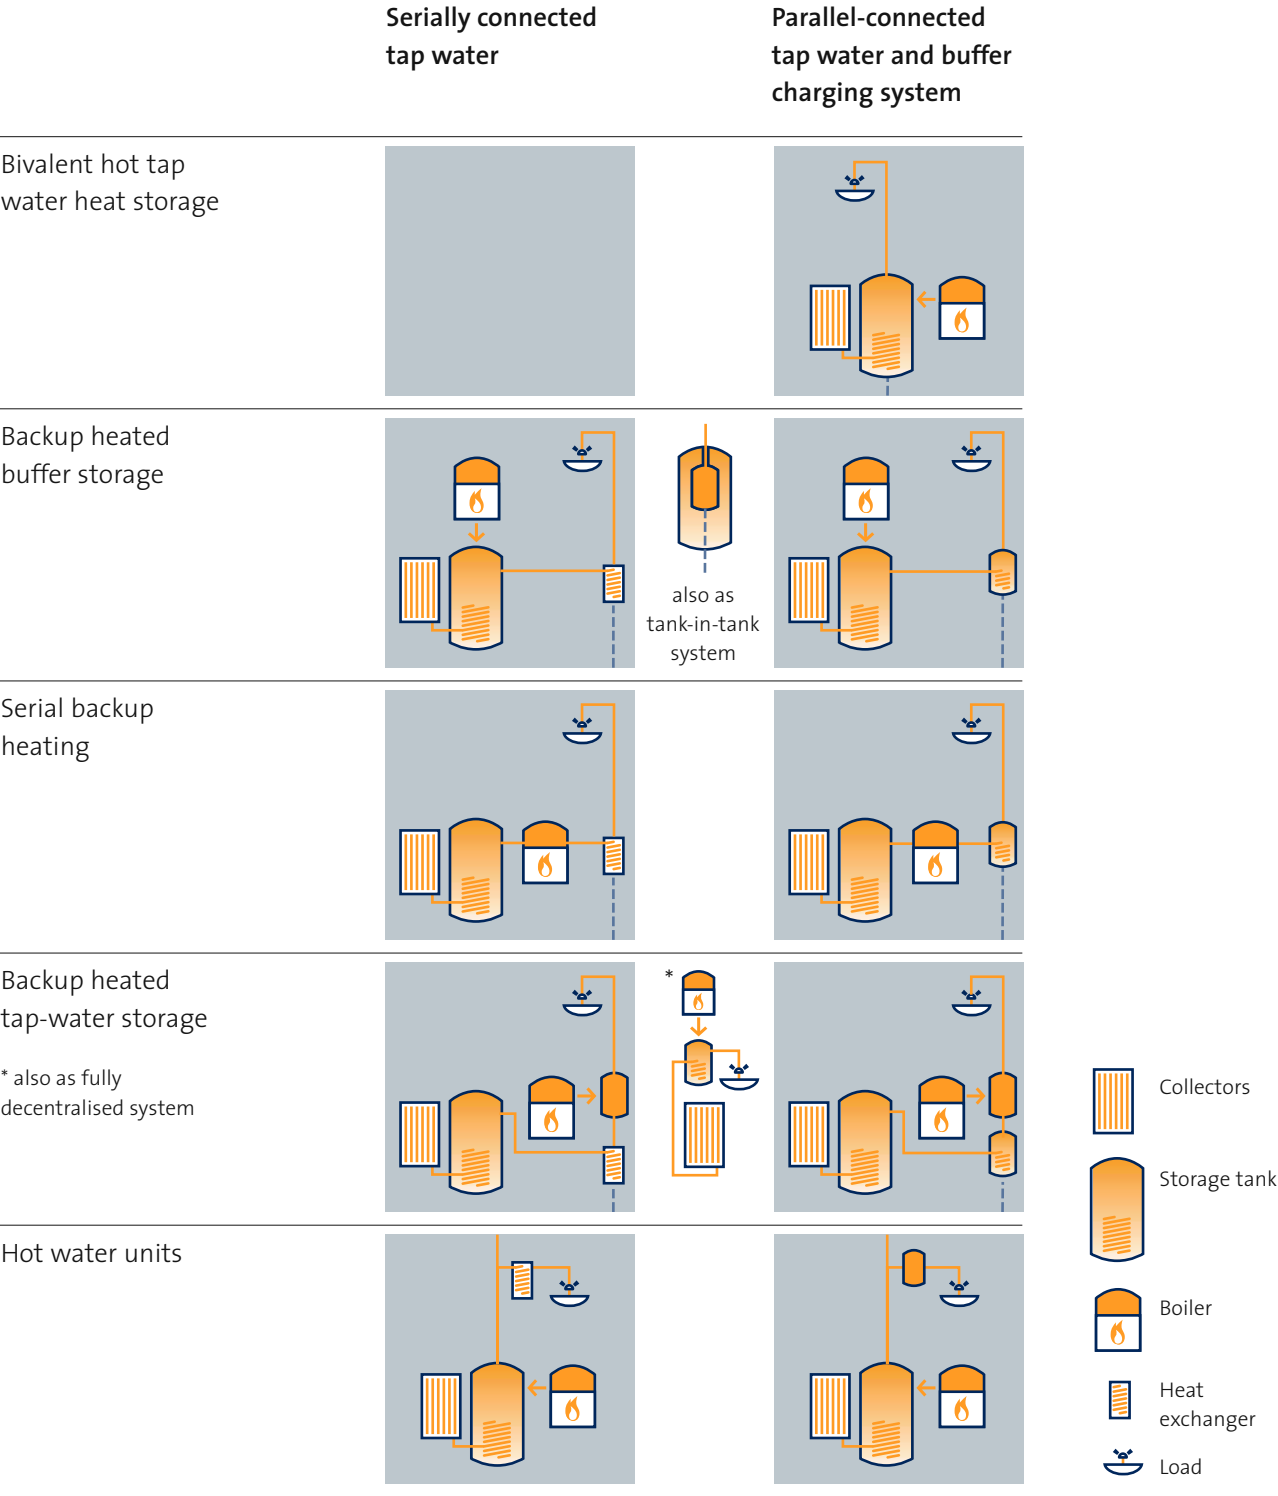 Serially connected
tap water
Parallel-connected
tap water and buffer
charging system
Bivalent hot tap
water heat storage
Backup heated
buffer storage
also as
tank-in-tank
system
Serial backup
heating
Backup heated
tap-water storage
* also as fully
decentralised system
*
Hot water units
Collectors
Storage tank
Boiler
Heat
exchanger
Load